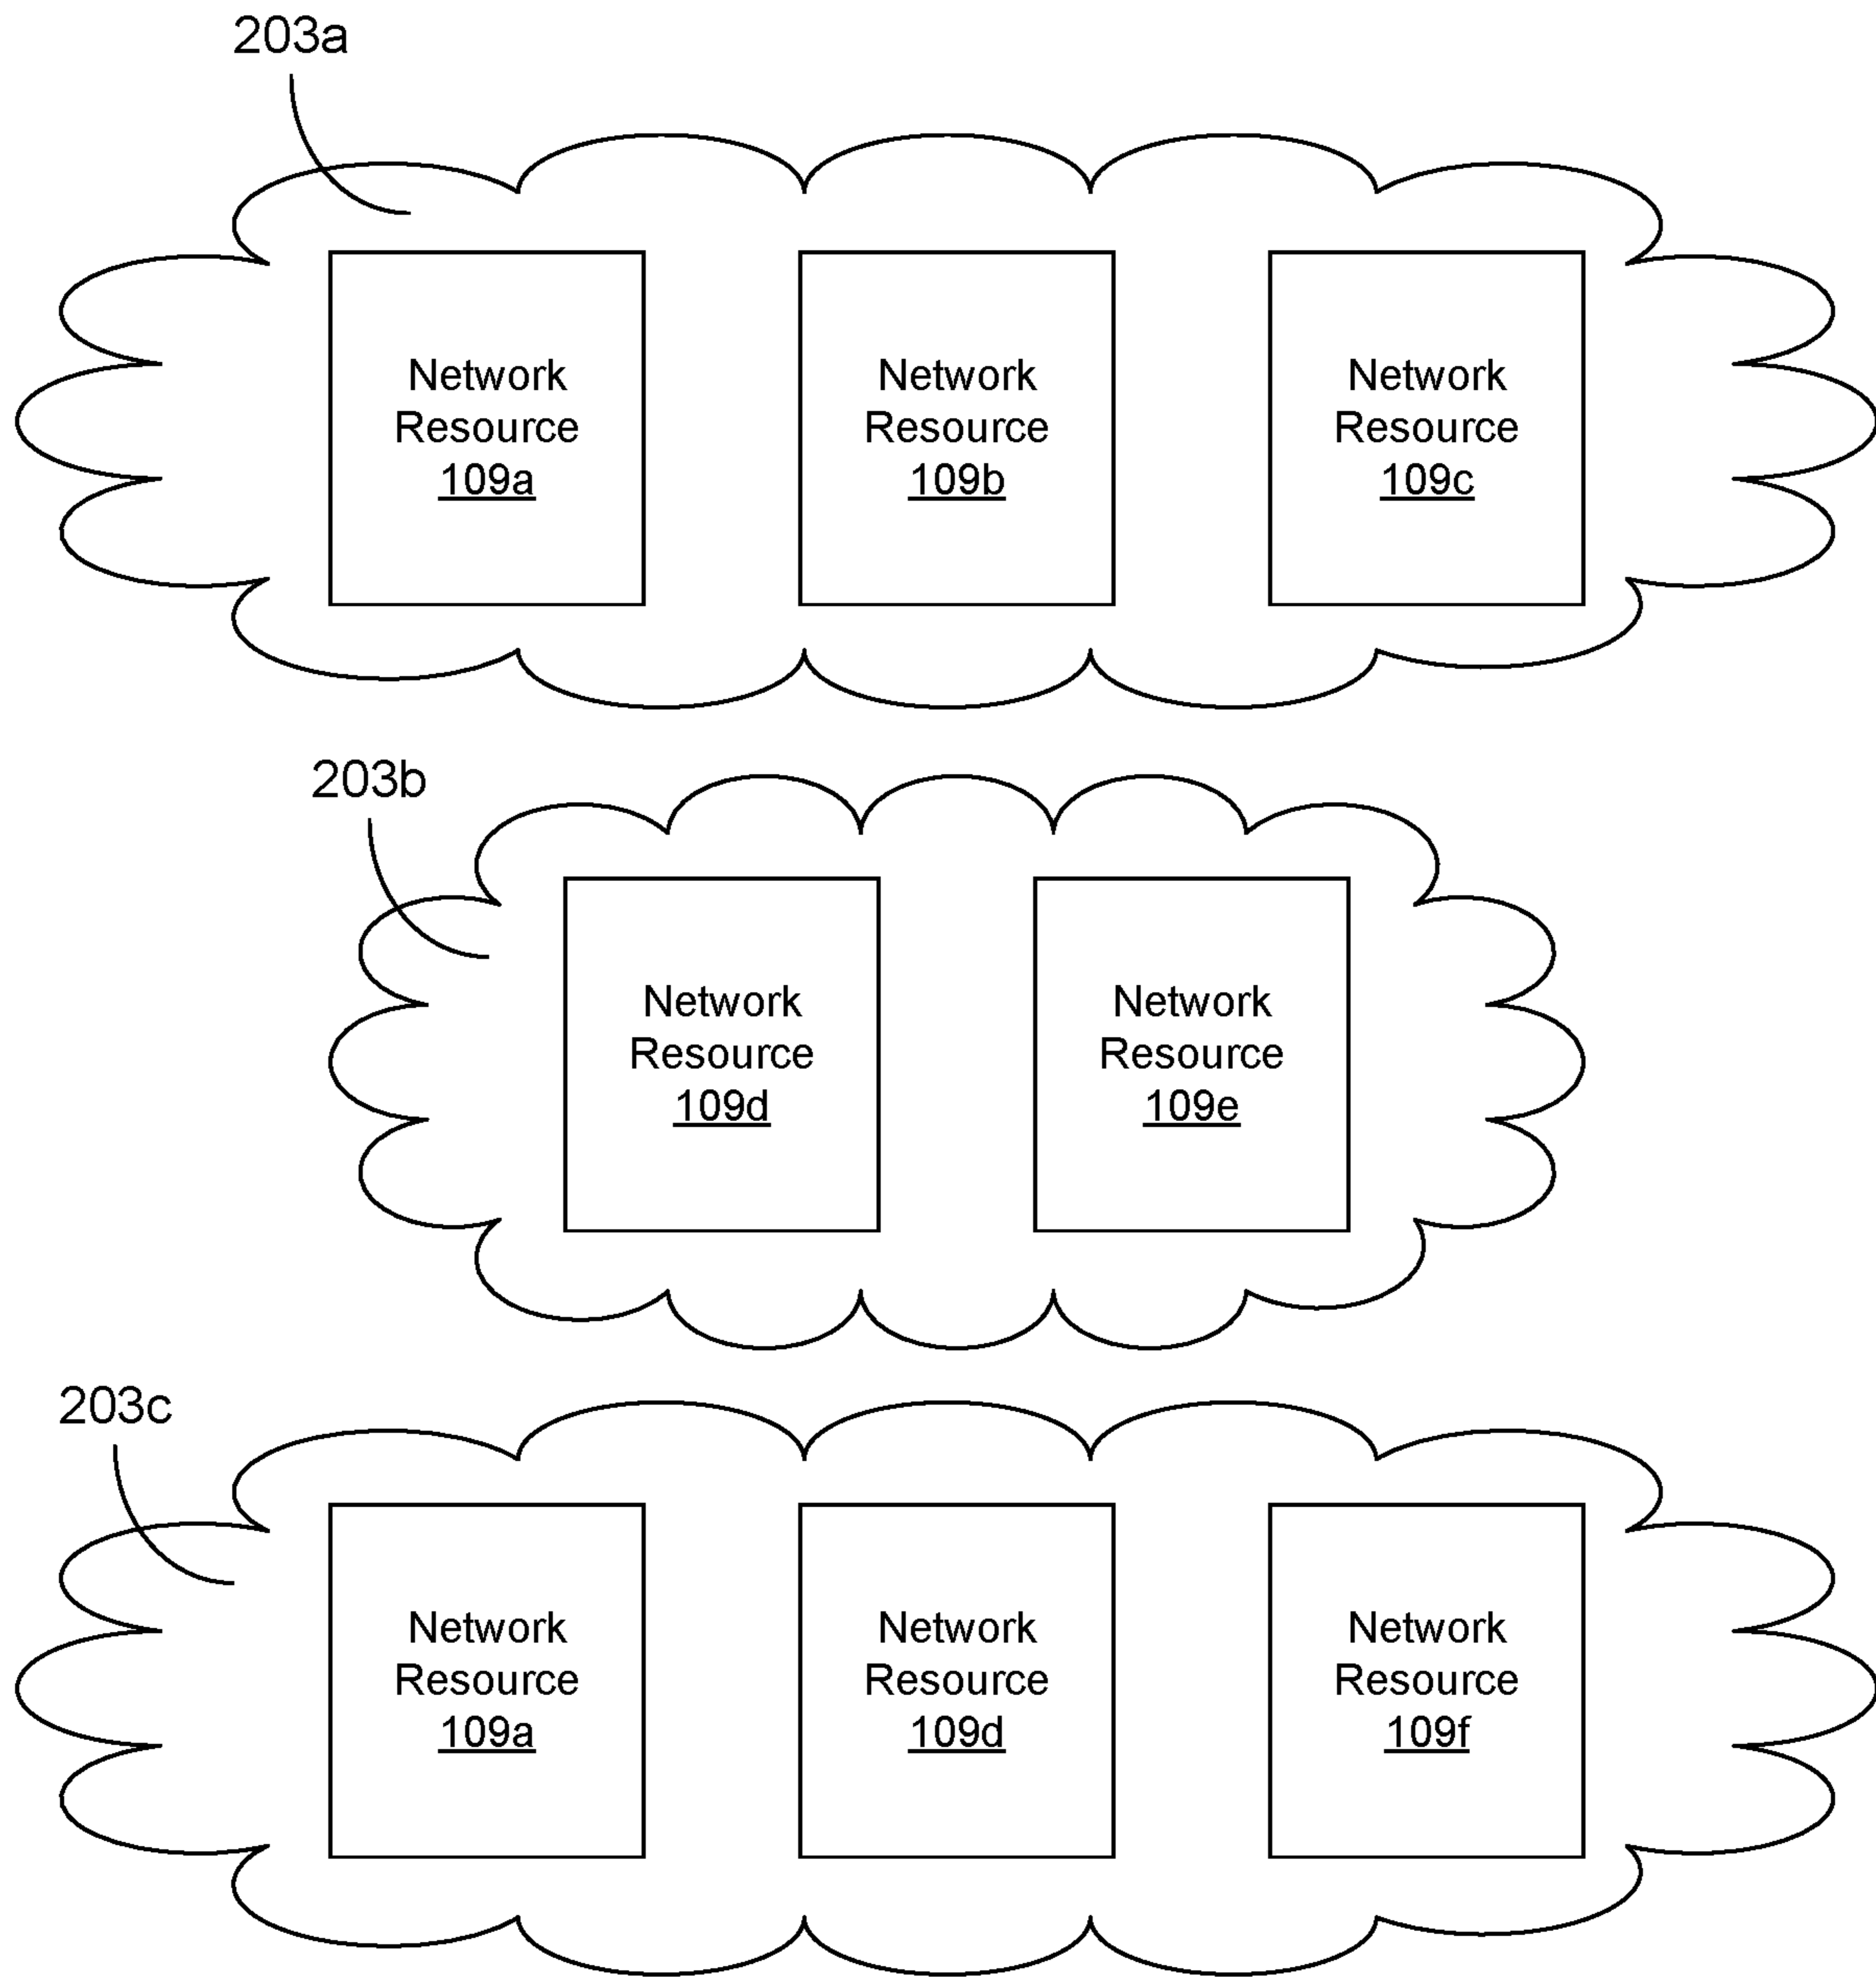 203a
Network
Resource
109a
Network
Resource
109b
Network
Resource
109c
203b
Network
Resource
109d
Network
Resource
109e
203c
Network
Resource
109a
Network
Resource
109d
Network
Resource
109f